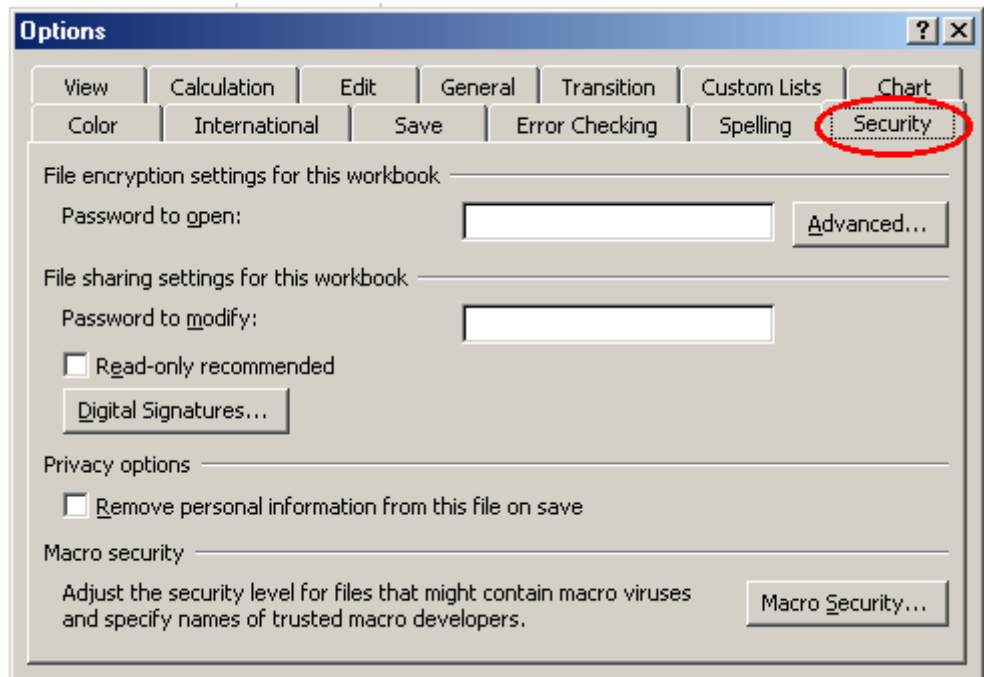 Options
View Calculation Edit General Transition Custom Lists Chart
Color International Save Error Checking Spelling Security
File encryption settings for this workbook
Password to open: Advanced...
File sharing settings for this workbook
Password to modify:
Read-only recommended
Digital Signatures...
Privacy options
Remove personal information from this file on save
Macro security
Adjust the security level for files that might contain macro viruses
and specify names of trusted macro developers.
Macro Security...